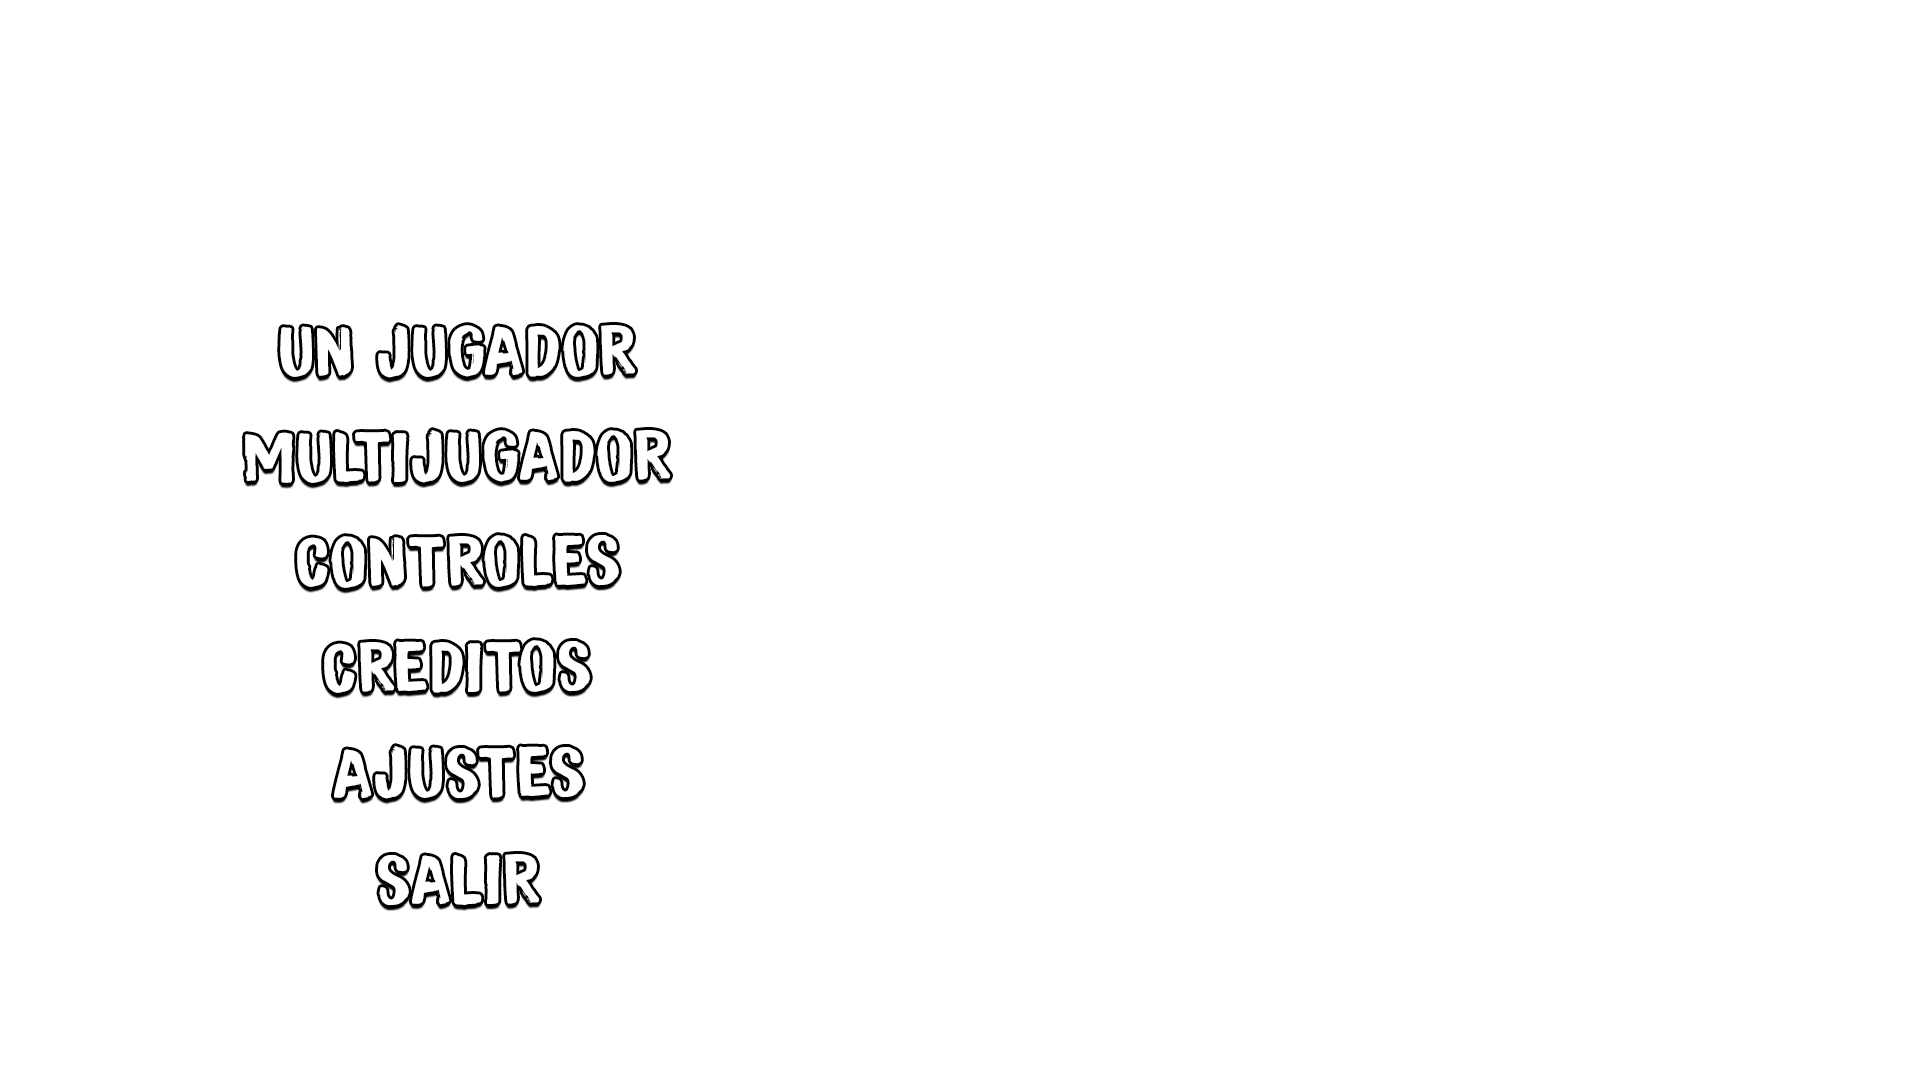 UN JUGADOR
MULTIJUGADOR
CONTROLES
CREDITOS
AJUSTES
SALIR